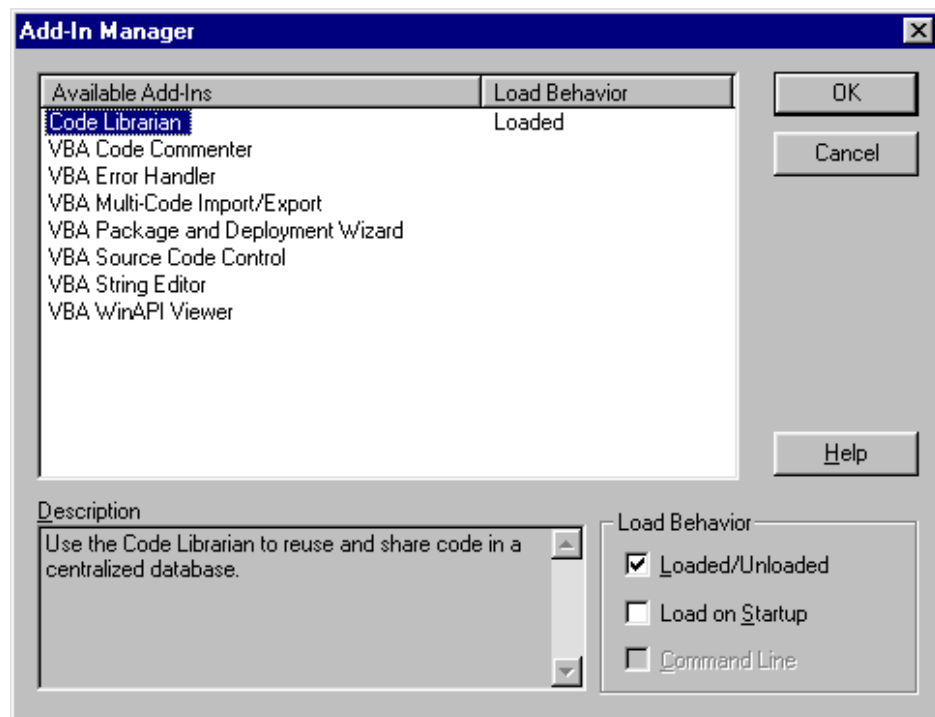 Add-In Manager
Available Add-Ins Load Behavior
Code Librarian Loaded
VBA Code Commenter
VBA Error Handler
VBA Multi-Code Import/Export
VBA Package and Deployment Wizard
VBA Source Code Control
VBA String Editor
VBA WinAPI Viewer
OK
Cancel
Help
Description
Use the Code Librarian to reuse and share code in a
centralized database.
Load Behavior
Loaded/Unloaded
Load on Startup
Command Line